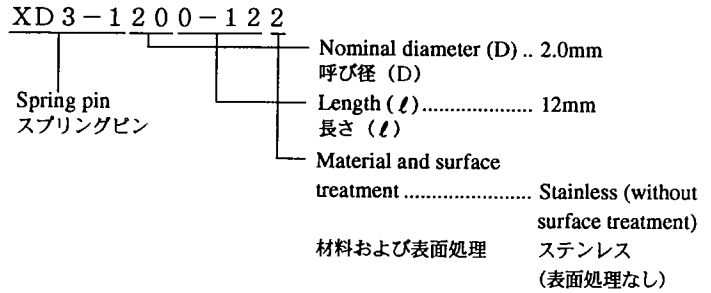 XD3-1200-122
Nominal diameter (D) .. 2.0mm
呼び径（D）
Spring pin
スプリングピン
Length (ℓ)................... 12mm
長さ（ℓ）
Material and surface
treatment ...................... Stainless (without
surface treatment)
材料および表面処理 ステンレス
（表面処理なし）